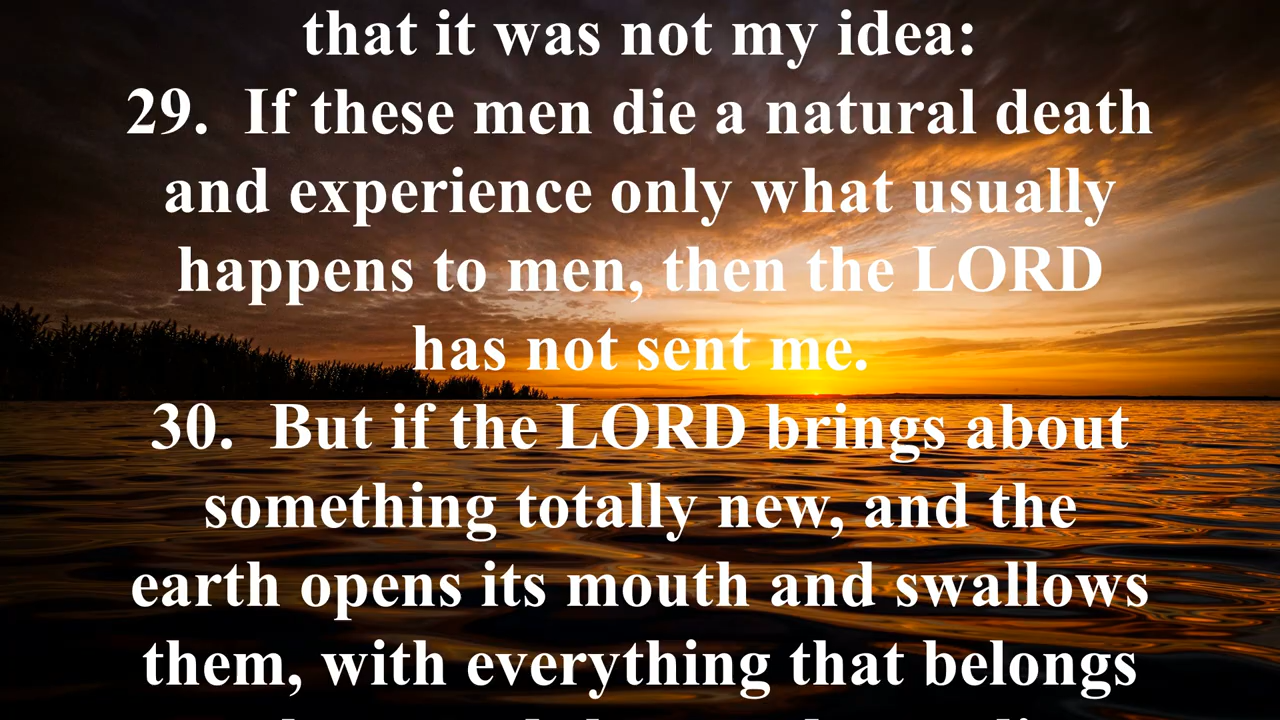 that it was not my idea:
29. If these men die a natural death
and experience only what usually
happens to men, then the LORD
has not sent me.
30. But if the LORD brings about
something totally new, and the
earth opens its mouth and swallows
them, with everything that belongs